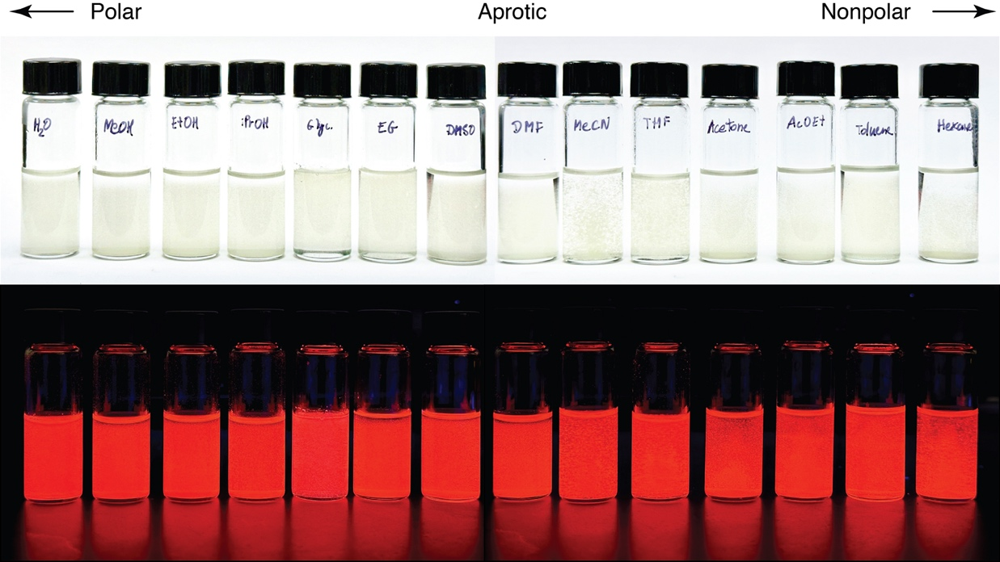 Polar Aprotic Nonpolar
H₂O MeOH EtOH iPrOH Glyc. EG DMSO DMF MeCN THF Acetone AcOEt Toluene Hexane